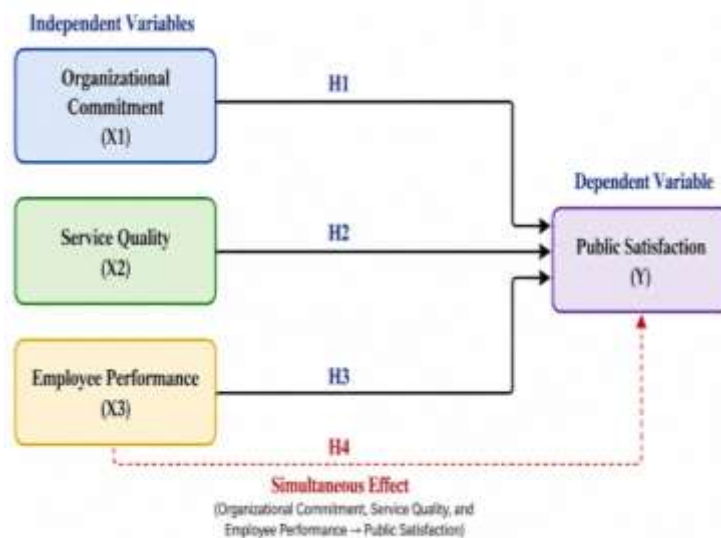 Independent Variables
Organizational
Commitment
(X1)
H1
Dependent Variable
Service Quality
(X2)
H2
Public Satisfaction
(Y)
Employee Performance
(X3)
H3
H4
Simultaneous Effect
(Organizational Commitment, Service Quality, and
Employee Performance → Public Satisfaction)